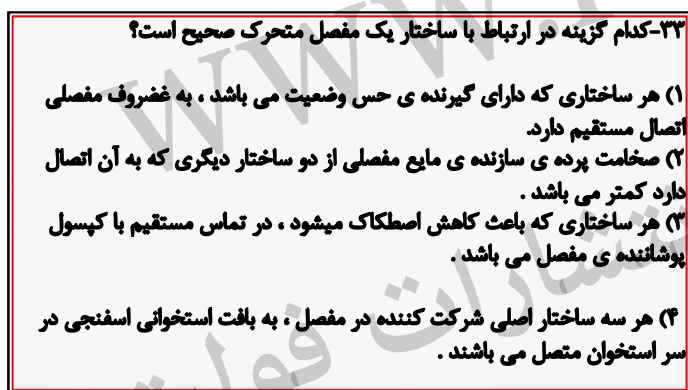 ۳۳-کدام گزینه در ارتباط با ساختار یک مفصل متحرک صحیح است؟
۱) هر ساختاری که دارای گیرنده ی حس وضعیت می باشد ، به غضروف مفصلی
اتصال مستقیم دارد.
۲) ضخامت پرده ی سازنده ی مایع مفصلی از دو ساختار دیگری که به آن اتصال
دارد کمتر می باشد .
۳) هر ساختاری که باعث کاهش اصطکاک میشود ، در تماس مستقیم با کپسول
پوشاننده ی مفصل می باشد .
۴) هر سه ساختار اصلی شرکت کننده در مفصل ، به بافت استخوانی اسفنجی در
سر استخوان متصل می باشند .
www.
انتشارات